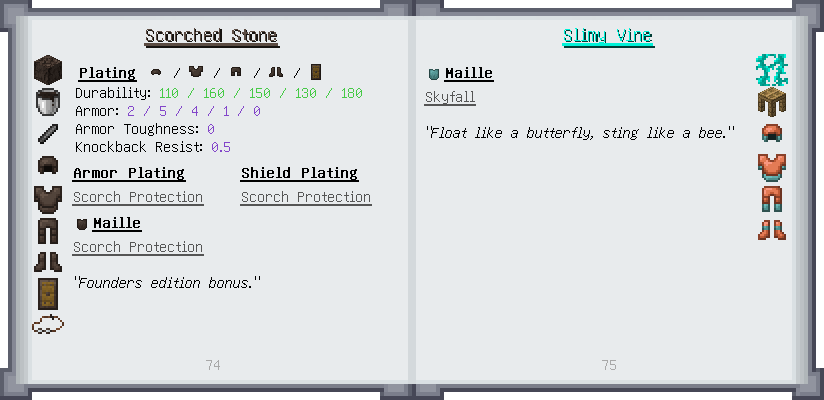 Scorched Stone
Plating / / / /
Durability: 110 / 160 / 150 / 130 / 180
Armor: 2 / 5 / 4 / 1 / 0
Armor Toughness: 0
Knockback Resist: 0.5
Armor Plating Shield Plating
Scorch Protection Scorch Protection
Maille
Scorch Protection
"Founders edition bonus."
74
Slimy Vine
Maille
Skyfall
"Float like a butterfly, sting like a bee."
75